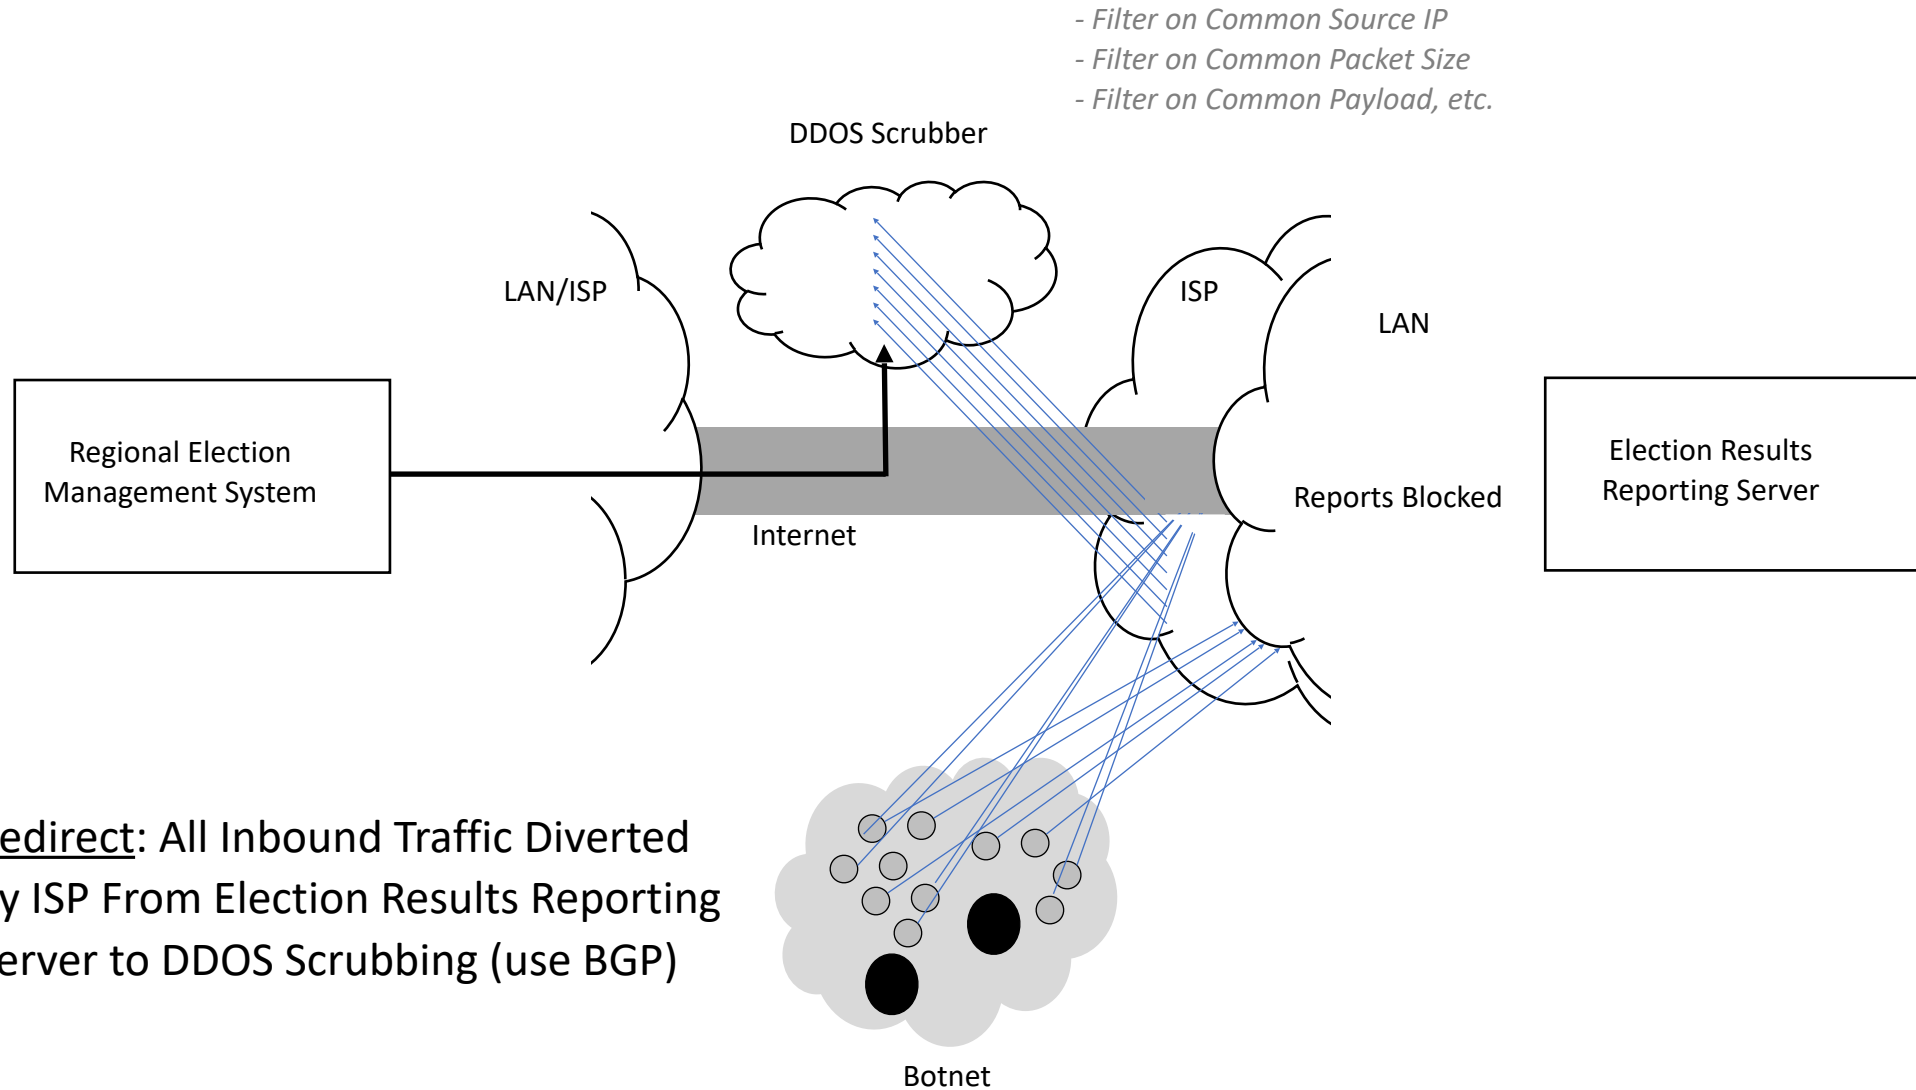 - Filter on Common Source IP
- Filter on Common Packet Size
- Filter on Common Payload, etc.
DDOS Scrubber
LAN/ISP
ISP
LAN
Regional Election
Management System
Election Results
Reporting Server
Reports Blocked
Internet
edirect: All Inbound Traffic Diverted
y ISP From Election Results Reporting
erver to DDOS Scrubbing (use BGP)
Botnet